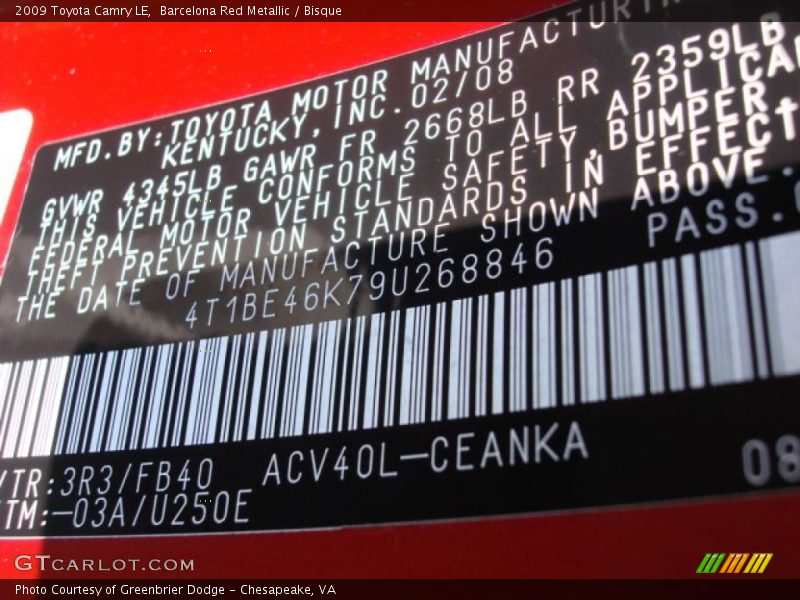 2009 Toyota Camry LE, Barcelona Red Metallic / Bisque
MFD.BY:TOYOTA MOTOR MANUFACTURING
KENTUCKY,INC.02/08
GVWR 4345LB GAWR FR 2668LB RR 2359LB
THIS VEHICLE CONFORMS TO ALL APPLICA
FEDERAL MOTOR VEHICLE SAFETY,BUMPER,
THEFT PREVENTION STANDARDS IN EFFECT
THE DATE OF MANUFACTURE SHOWN ABOVE.
4T1BE46K79U268846 PASS.
/TR:3R3/FB40 ACV40L-CEANKA
TM:-03A/U250E 08
GTCARLOT.COM
Photo Courtesy of Greenbrier Dodge - Chesapeake, VA